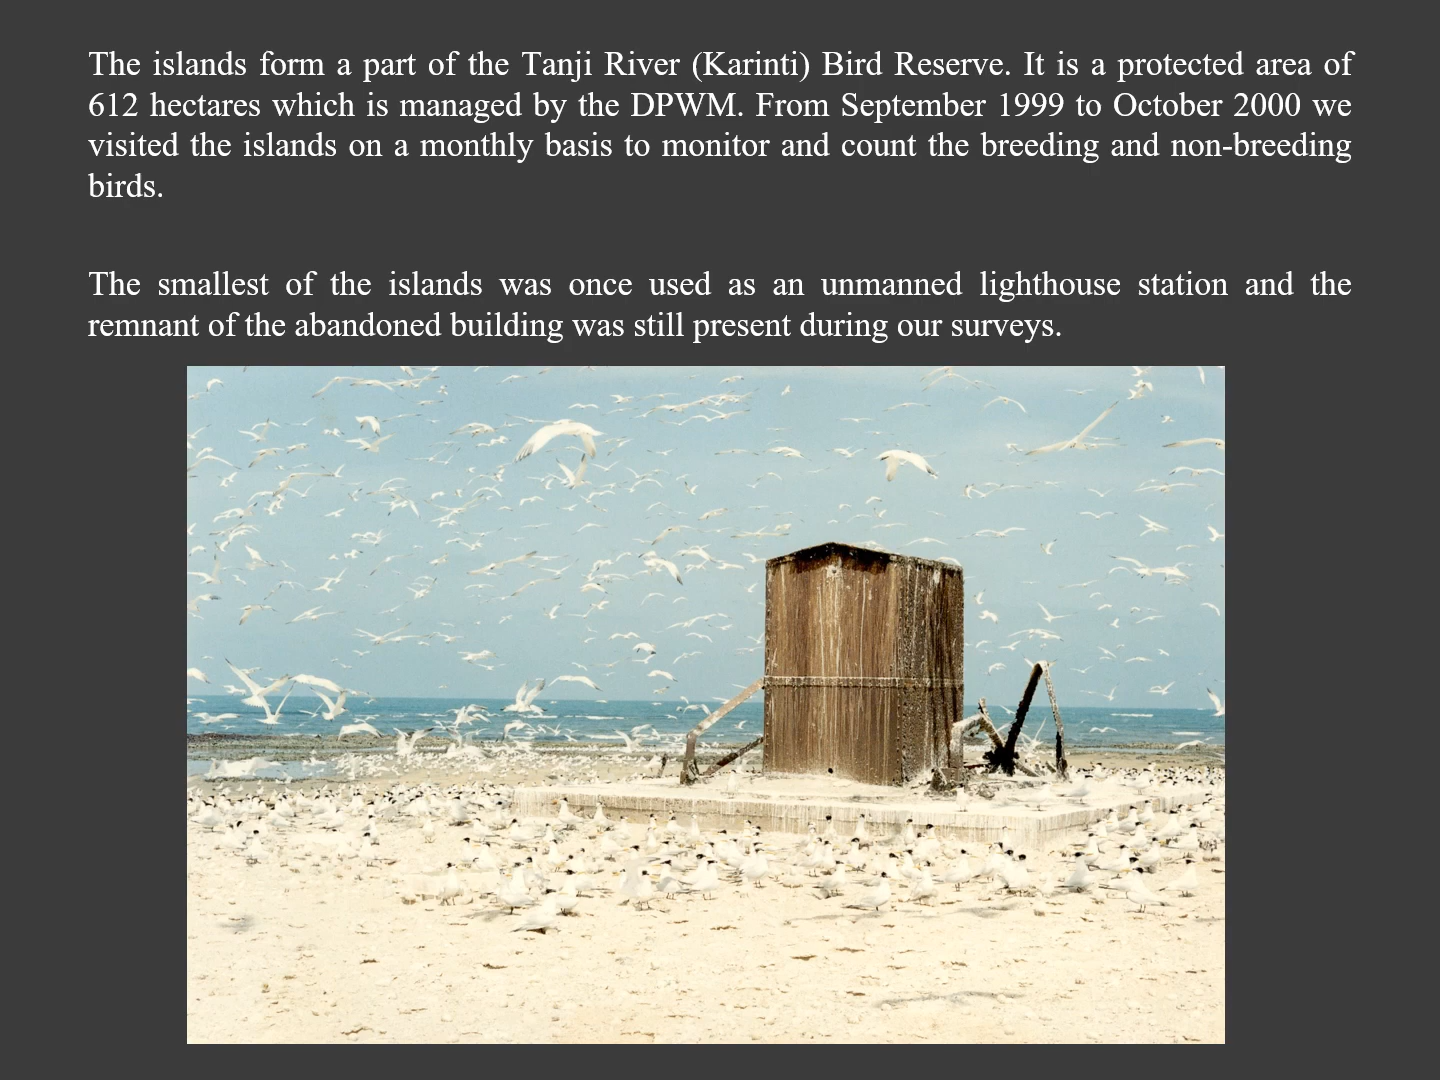 The islands form a part of the Tanji River (Karinti) Bird Reserve. It is a protected area of
612 hectares which is managed by the DPWM. From September 1999 to October 2000 we
visited the islands on a monthly basis to monitor and count the breeding and non-breeding
birds.
The smallest of the islands was once used as an unmanned lighthouse station and the
remnant of the abandoned building was still present during our surveys.